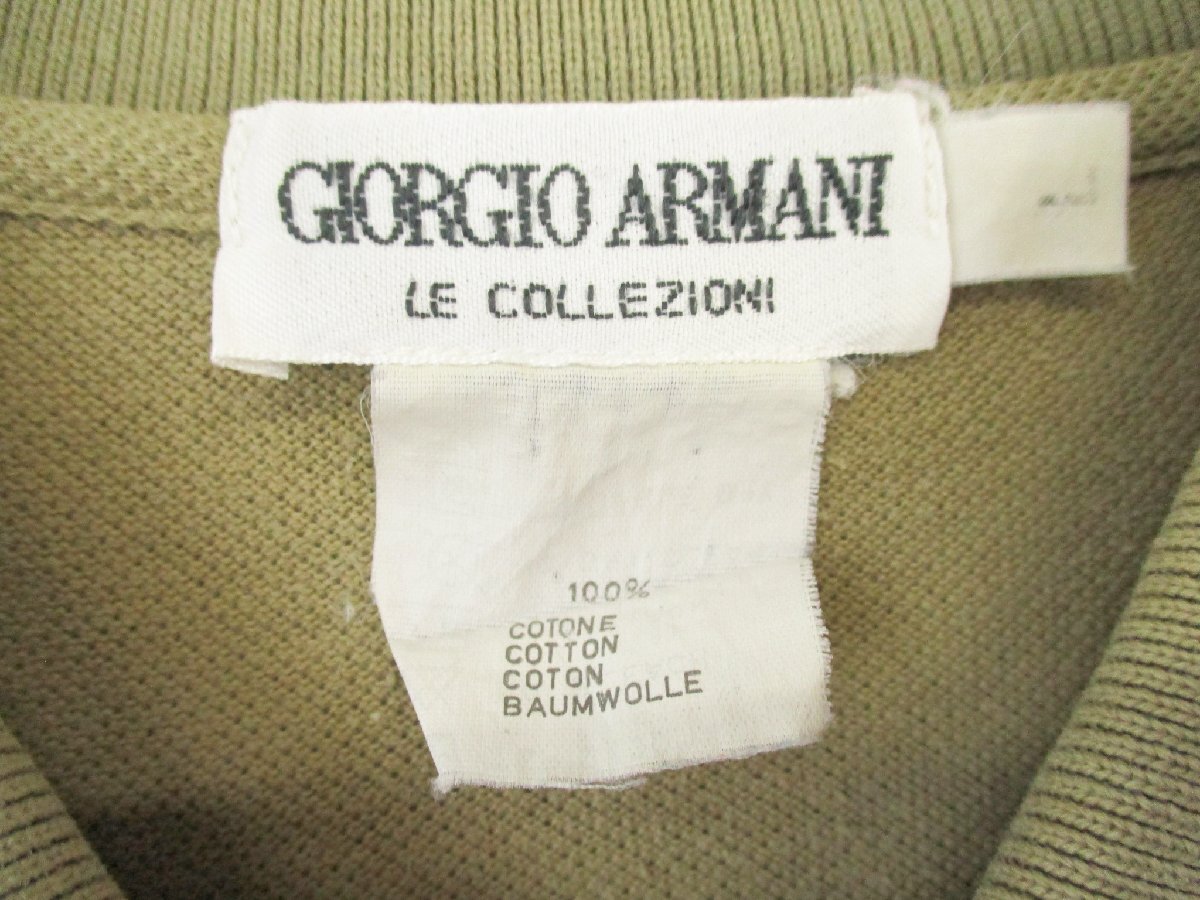 GIORGIO ARMANI
LE COLLEZIONI
100%
COTONE
COTTON
COTON
BAUMWOLLE